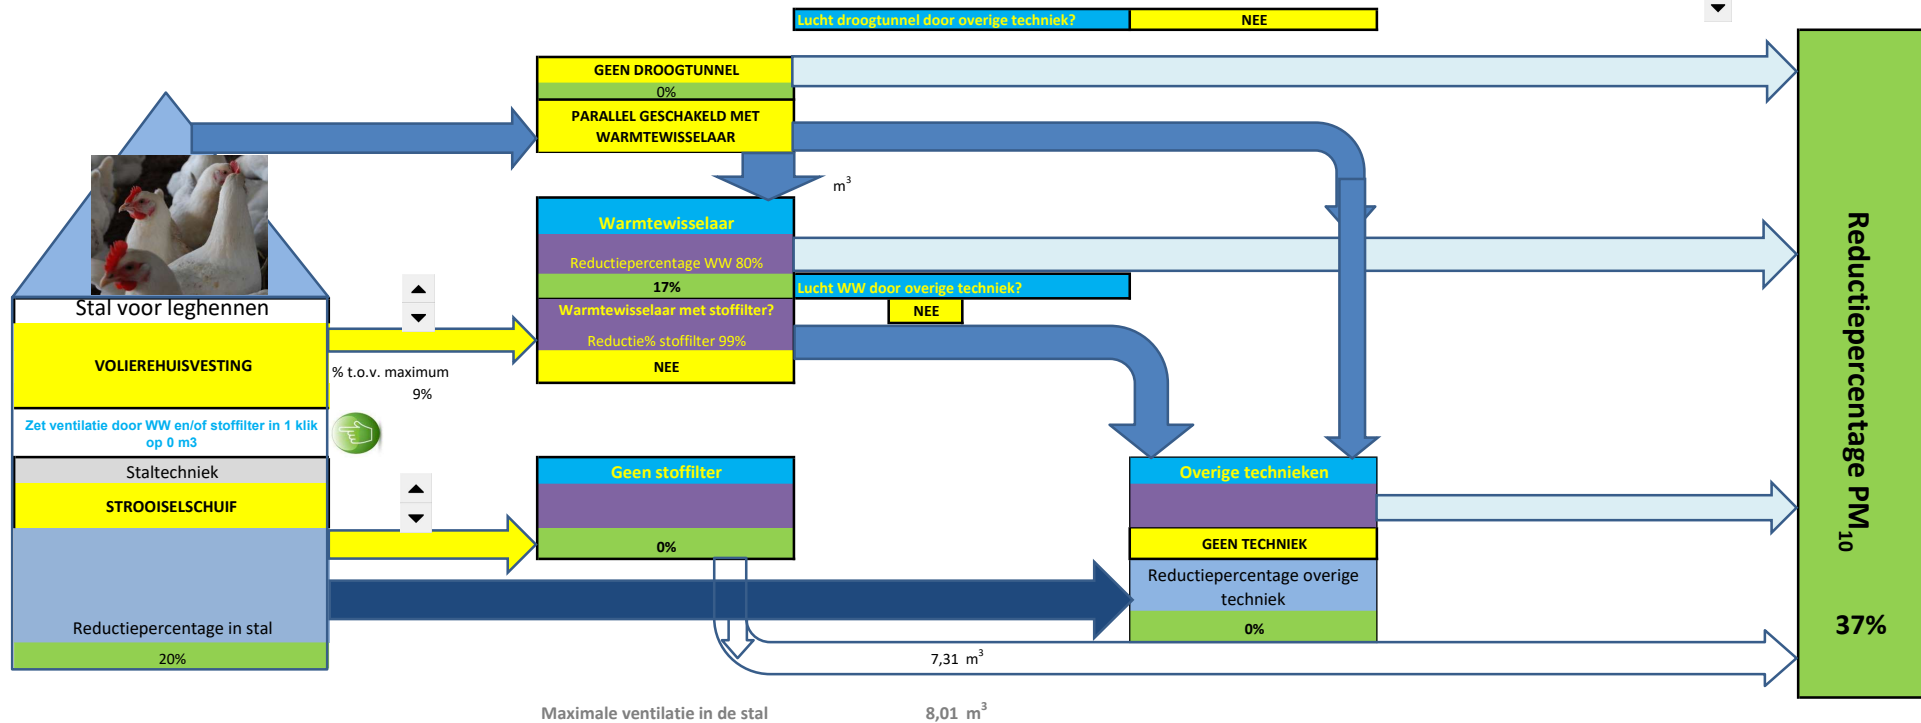 Lucht droogtunnel door overige techniek? NEE
GEEN DROOGTUNNEL
0%
PARALLEL GESCHAKELD MET
WARMTEWISSELAAR
m³
Warmtewisselaar
Reductiepercentage WW 80%
17%
Lucht WW door overige techniek?
Warmtewisselaar met stoffilter?
NEE
Reductie% stoffilter 99%
NEE
Stal voor leghennen
VOLIEREHUISVESTING
% t.o.v. maximum
9%
Zet ventilatie door WW en/of stoffilter in 1 klik
op 0 m3
Staltechniek
STROOISELSCHUIF
Reductiepercentage in stal
20%
Geen stoffilter
0%
Overige technieken
GEEN TECHNIEK
Reductiepercentage overige
techniek
0%
7,31 m³
Maximale ventilatie in de stal 8,01 m³
Reductiepercentage PM₁₀
37%